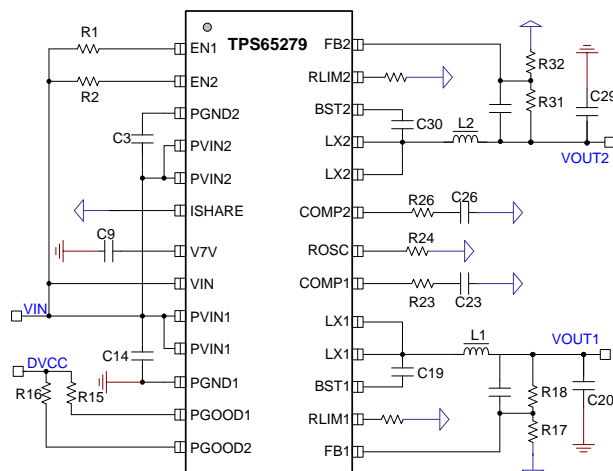 TPS65279
R1
EN1
FB2
R32
R2
EN2
RLIM2
R31
C29
PGND2
BST2
C3
C30
L2
PVIN2
LX2
VOUT2
PVIN2
LX2
ISHARE
COMP2
R26
C26
C9
V7V
ROSC
R24
VIN
COMP1
R23
C23
VIN
PVIN1
LX1
L1
VOUT1
PVIN1
LX1
C14
C19
DVCC
PGND1
BST1
R18
C20
R16
R15
PGOOD1
RLIM1
R17
PGOOD2
FB1